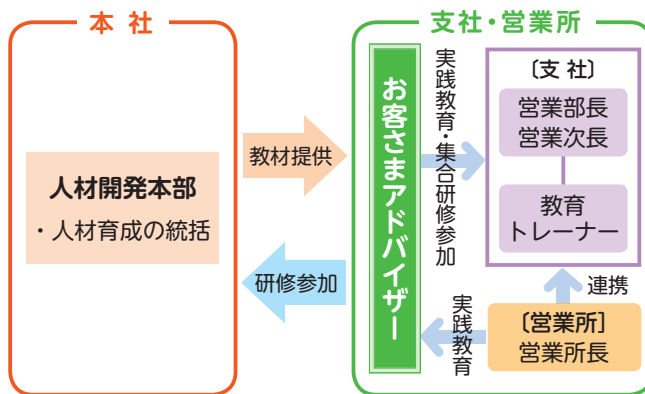 本社
人材開発本部
・人材育成の統括
教材提供
研修参加
支社・営業所
お客さまアドバイザー
実践教育・集合研修参加
〔支社〕
営業部長
営業次長
教育
トレーナー
連携
実践教育
〔営業所〕
営業所長